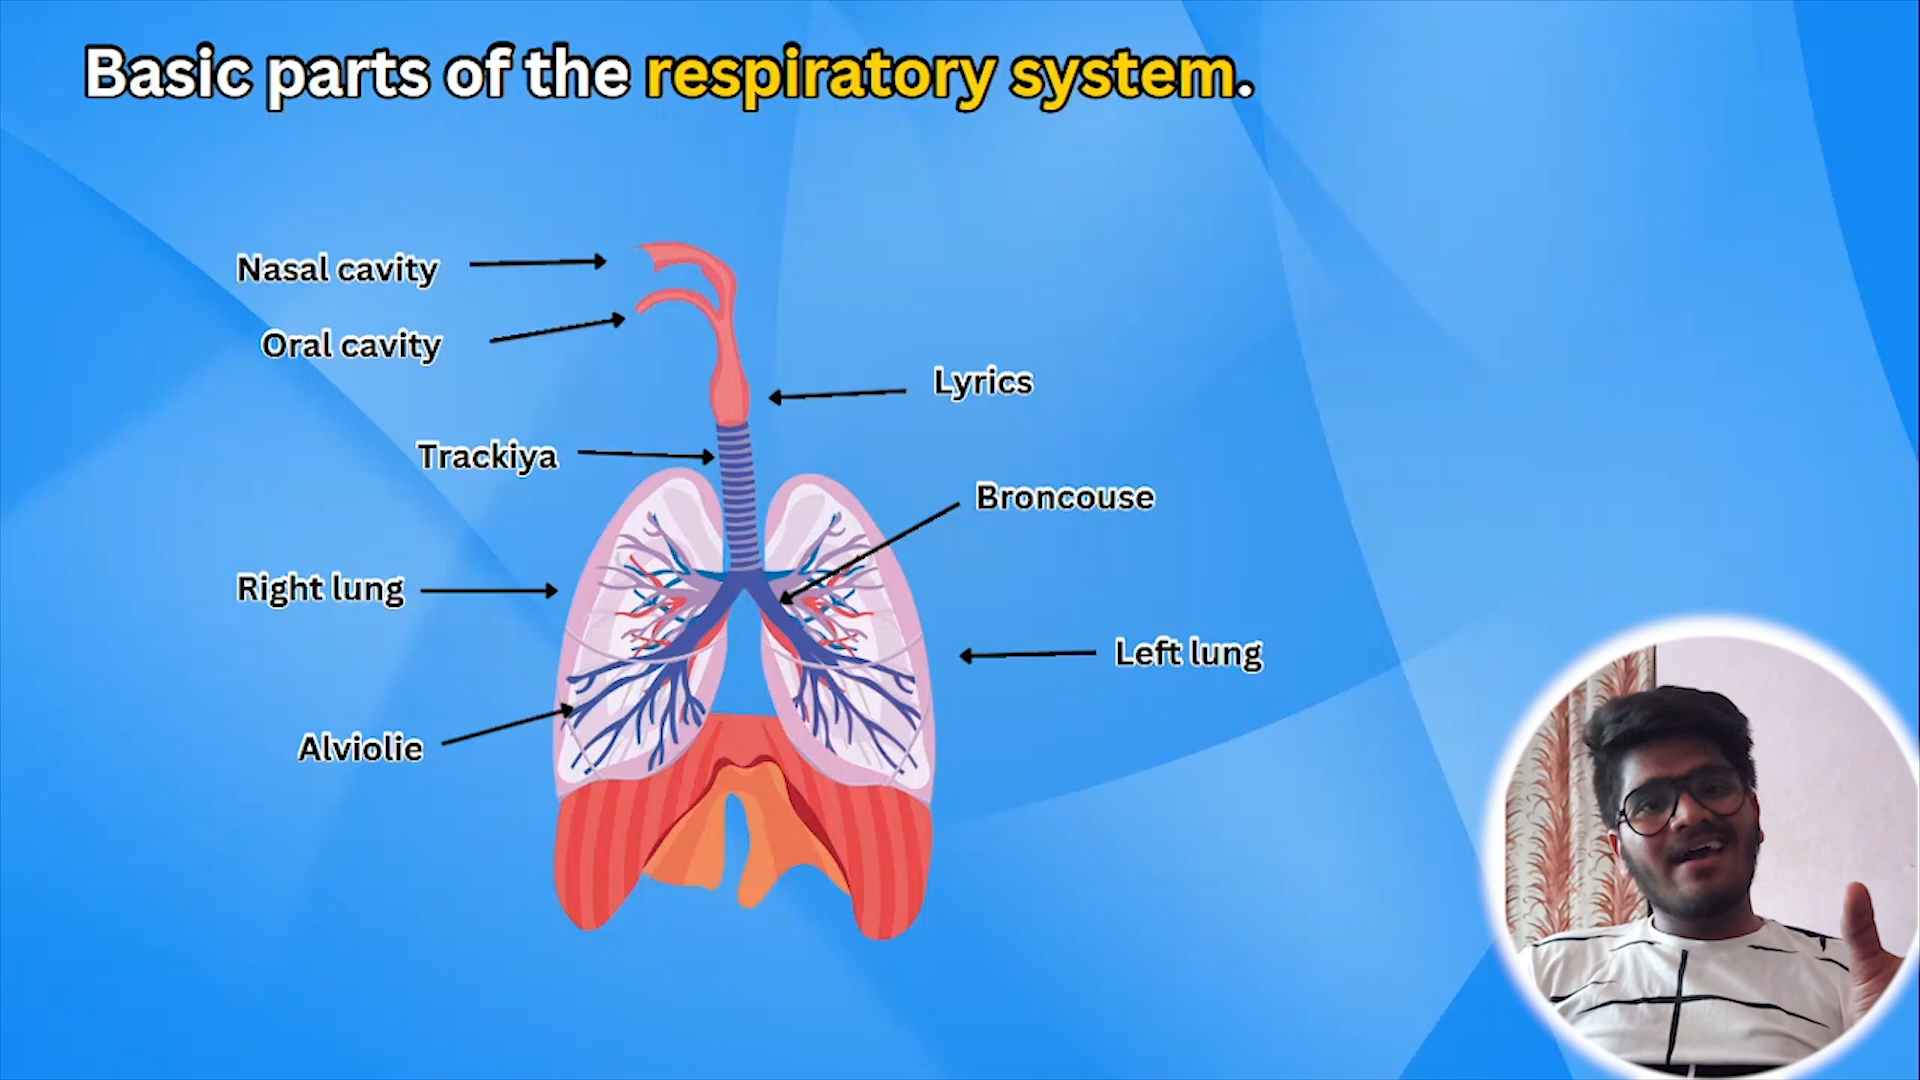 Basic parts of the respiratory system.
Nasal cavity
Oral cavity
Lyrics
Trackiya
Broncouse
Right lung
Left lung
Alviolie